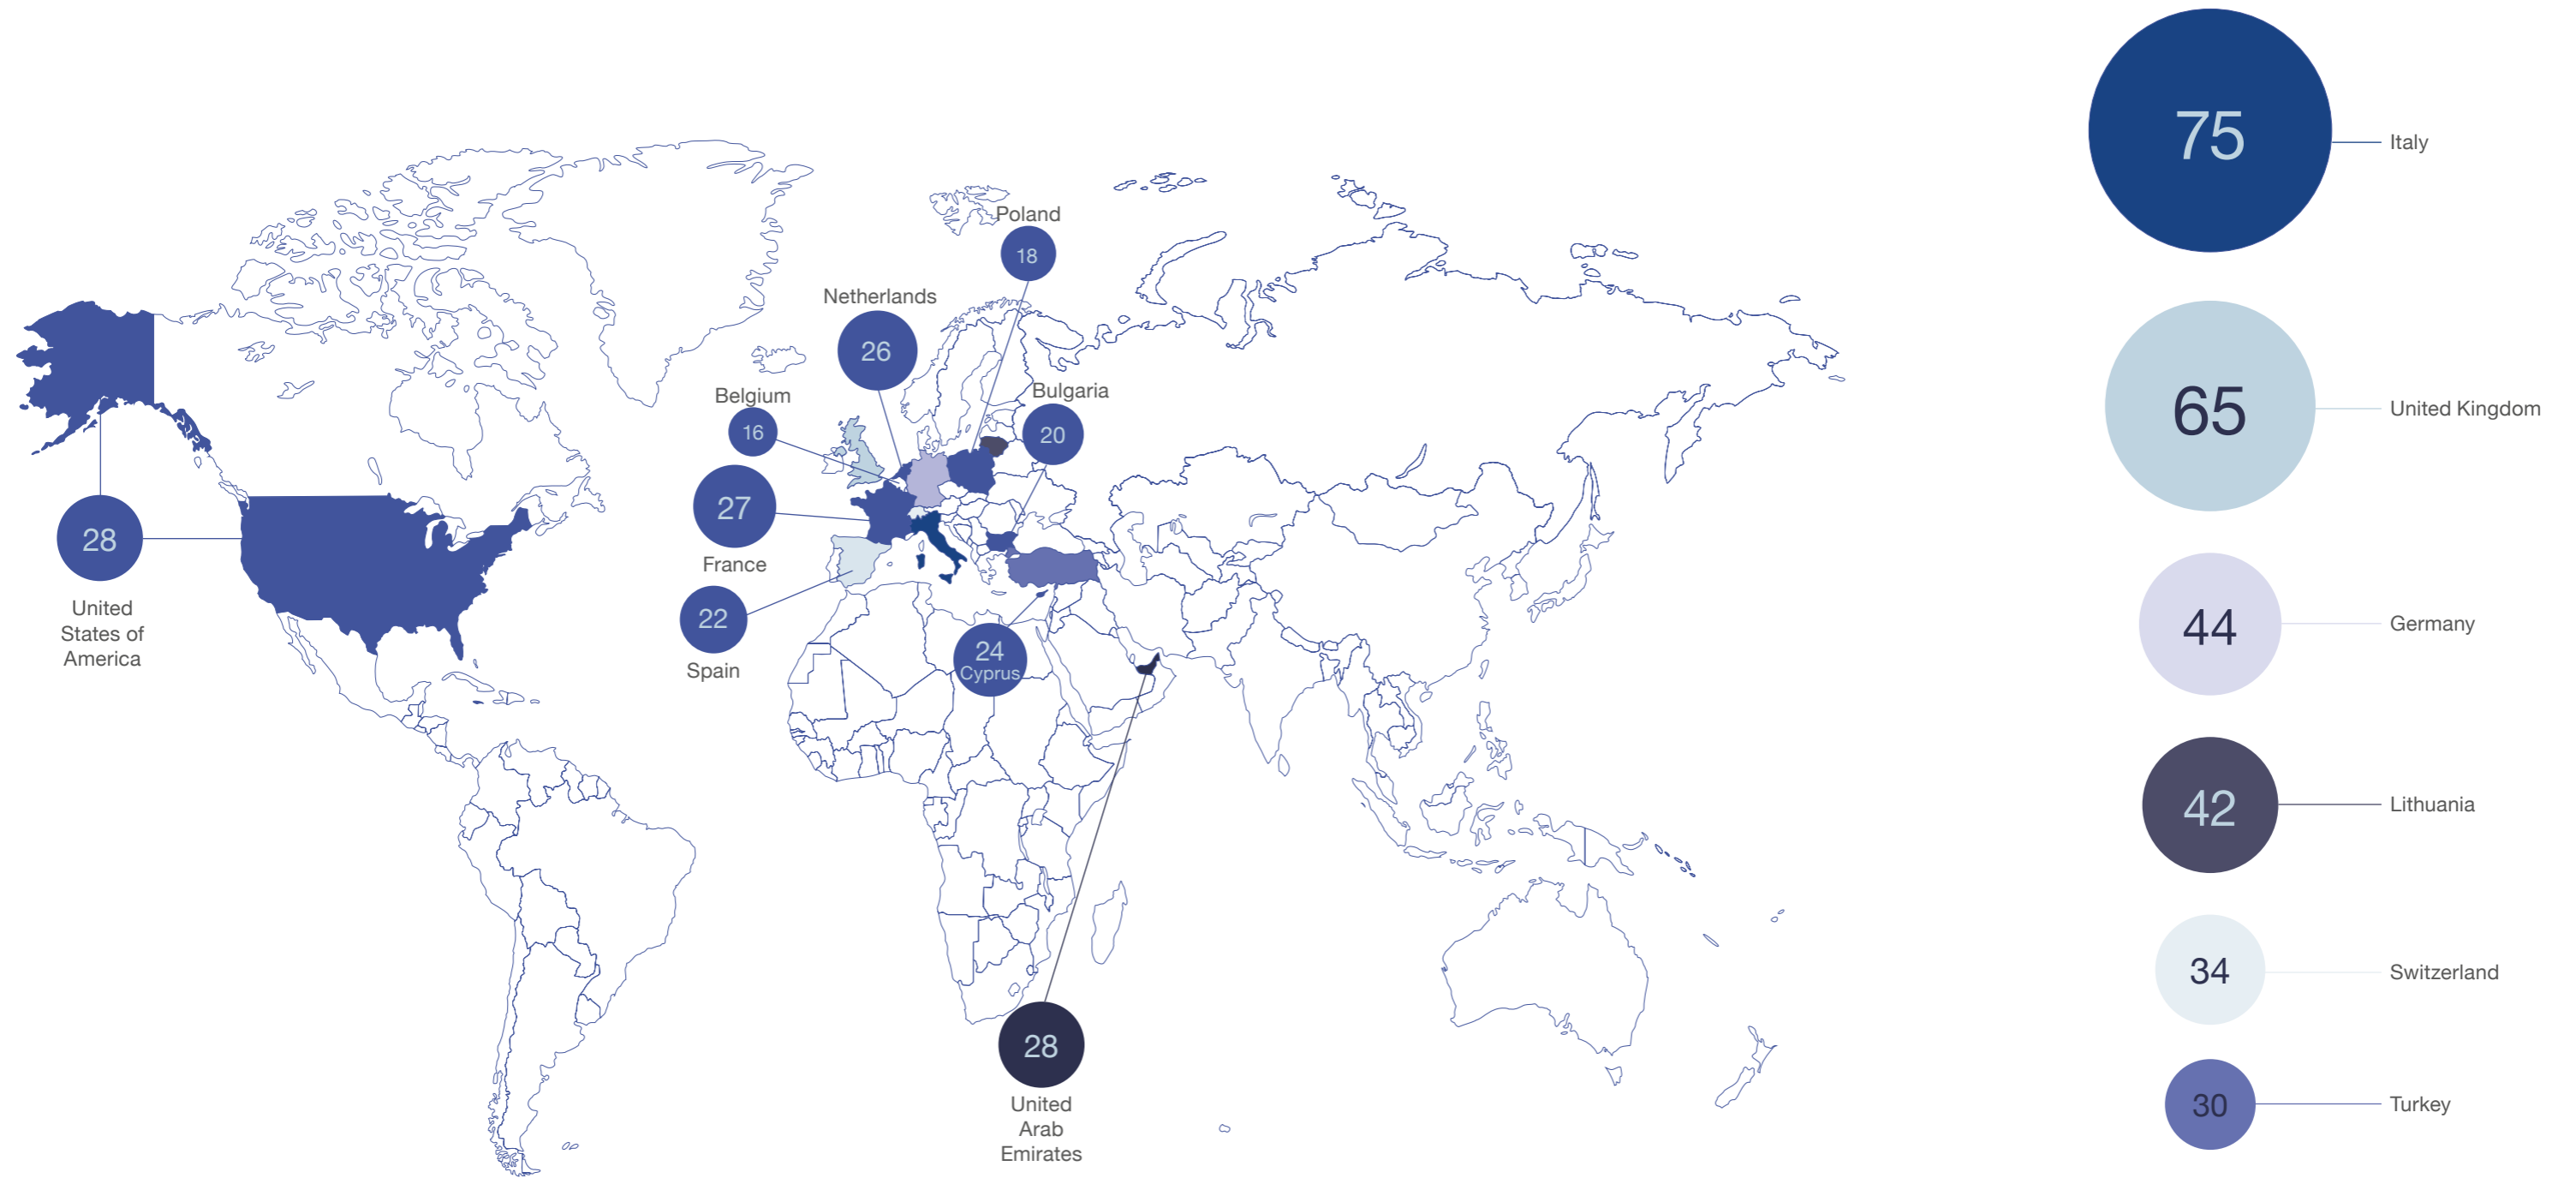 Poland
18
Netherlands
26
Belgium
16
Bulgaria
20
27
France
22
Spain
24
Cyprus
28
United
States of
America
28
United
Arab
Emirates
75
Italy
65
United Kingdom
44
Germany
42
Lithuania
34
Switzerland
30
Turkey